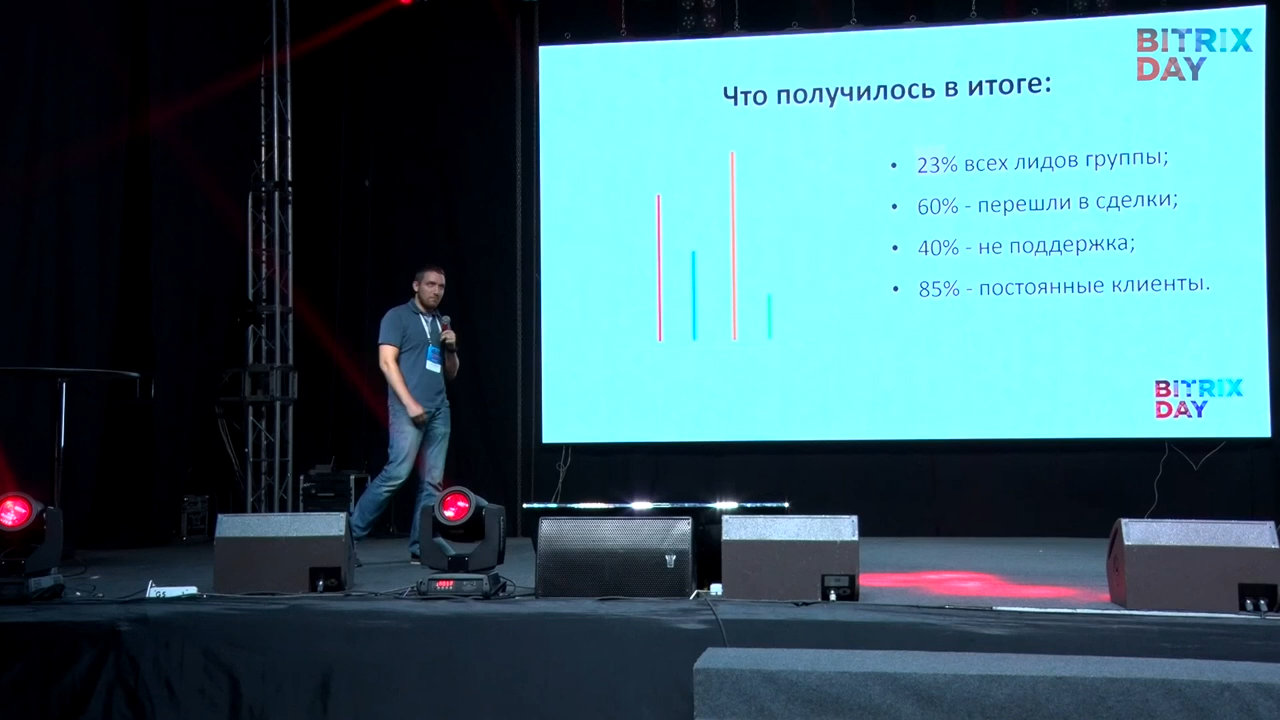 BITRIX
DAY
Что получилось в итоге:
• 23% всех лидов группы;
• 60% - перешли в сделки;
• 40% - не поддержка;
• 85% - постоянные клиенты.
BITRIX
DAY